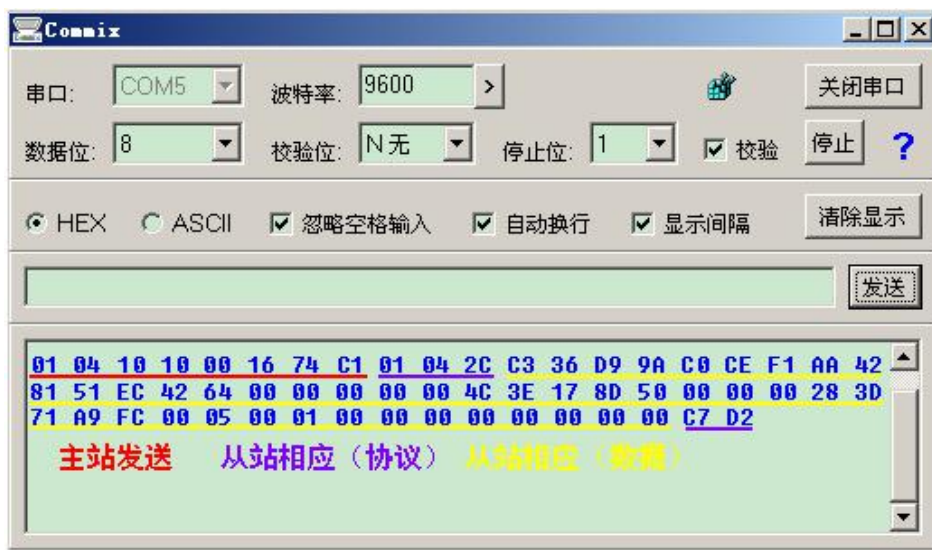 Commix
串口: COM5 波特率: 9600 > 关闭串口
数据位: 8 校验位: N 无 停止位: 1 校验 停止 ?
HEX ASCII 忽略空格输入 自动换行 显示间隔 清除显示
发送
01 04 10 10 00 16 74 C1 01 04 2C C3 36 D9 9A C0 CE F1 AA 42
81 51 EC 42 64 00 00 00 00 00 4C 3E 17 8D 50 00 00 00 28 3D
71 A9 FC 00 05 00 01 00 00 00 00 00 00 00 00 C7 D2
主站发送 从站相应（协议） 从站相应（数据）